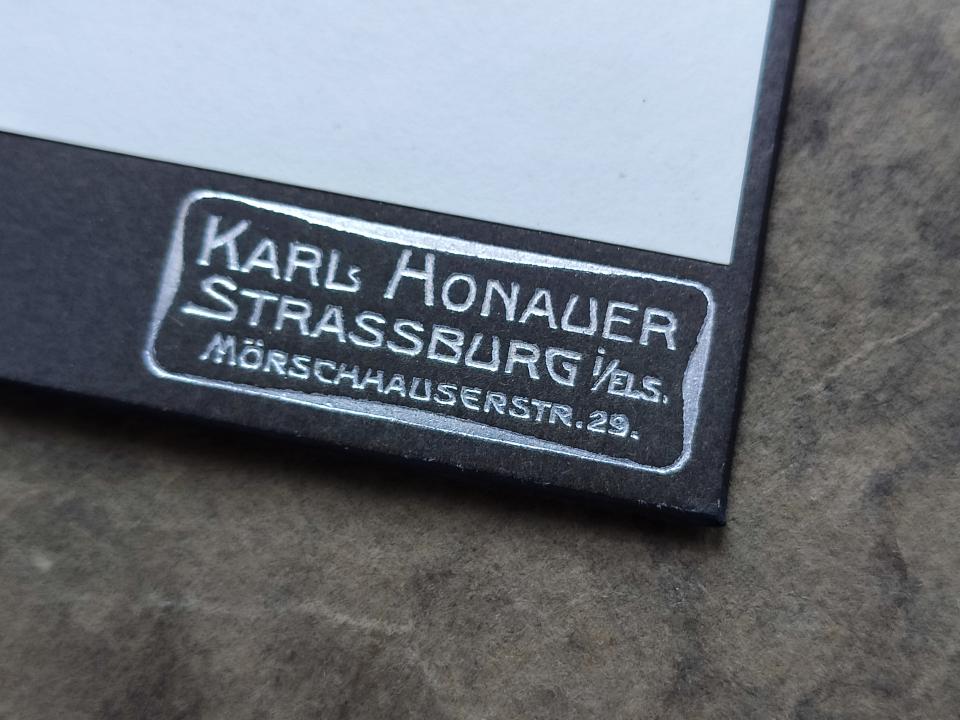 KARL HONAUER
STRASSBURG i/ELS.
MÖRSCHHAUSERSTR. 29.